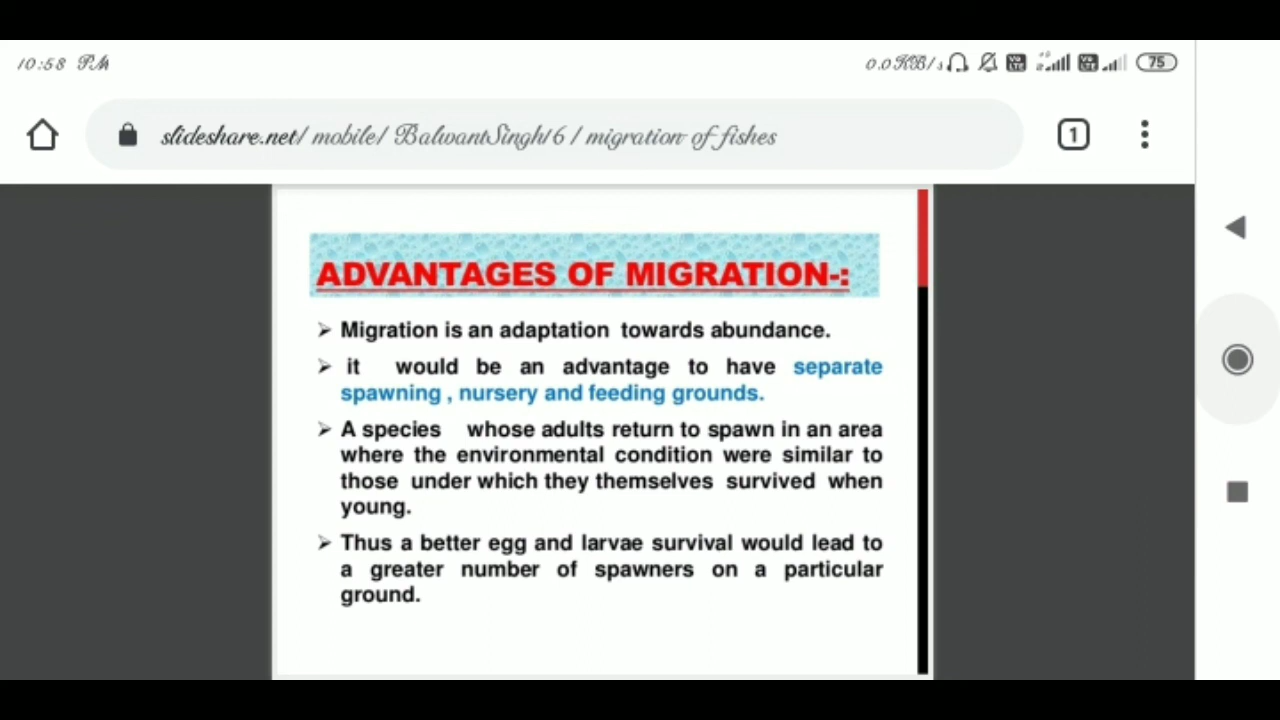 10:58 PM
0.0KB/s
75
slideshare.net/mobile/BalwantSingh16/migration-of-fishes
1
ADVANTAGES OF MIGRATION-:
➢ Migration is an adaptation towards abundance.
➢ it would be an advantage to have separate
spawning , nursery and feeding grounds.
➢ A species whose adults return to spawn in an area
where the environmental condition were similar to
those under which they themselves survived when
young.
➢ Thus a better egg and larvae survival would lead to
a greater number of spawners on a particular
ground.